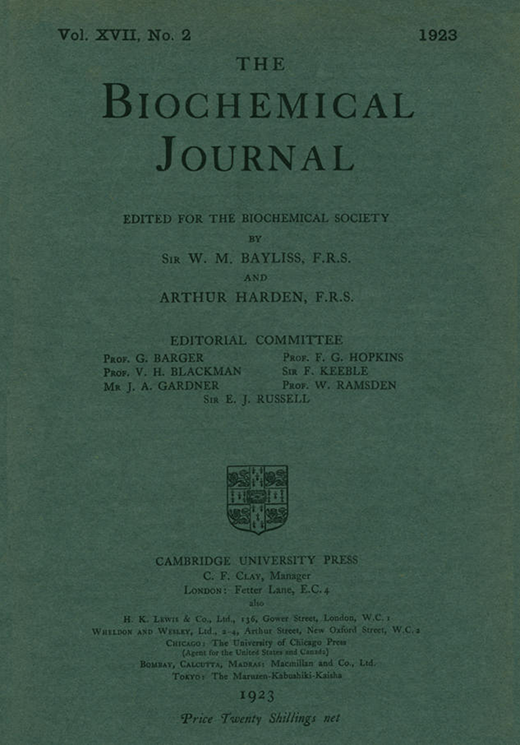 Vol. XVII, No. 2 1923
THE
BIOCHEMICAL
JOURNAL
EDITED FOR THE BIOCHEMICAL SOCIETY
BY
SIR W. M. BAYLISS, F.R.S.
AND
ARTHUR HARDEN, F.R.S.
EDITORIAL COMMITTEE
PROF. G. BARGER PROF. F. G. HOPKINS
PROF. V. H. BLACKMAN SIR F. KEEBLE
MR J. A. GARDNER PROF. W. RAMSDEN
SIR E. J. RUSSELL
CAMBRIDGE UNIVERSITY PRESS
C. F. CLAY, Manager
LONDON: Fetter Lane, E.C. 4
also
H. K. LEWIS & Co., Ltd., 136, Gower Street, London, W.C. 1
WHELDON AND WESLEY, Ltd., 2-4, Arthur Street, New Oxford Street, W.C. 2
CHICAGO: The University of Chicago Press
(Agent for the United States and Canada)
BOMBAY, CALCUTTA, MADRAS: Macmillan and Co., Ltd.
TOKYO: The Maruzen-Kabushiki-Kaisha
1923
Price Twenty Shillings net